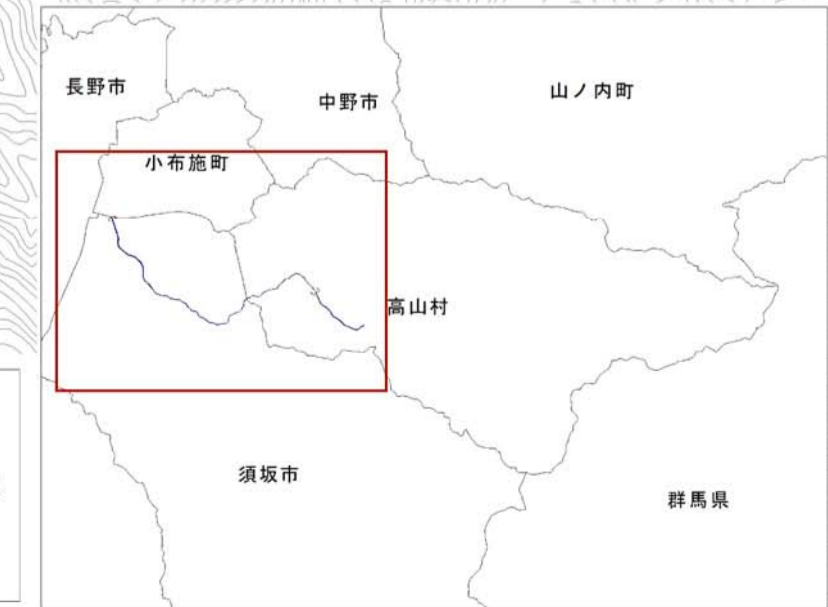 長野市
中野市
山ノ内町
小布施町
高山村
須坂市
群馬県